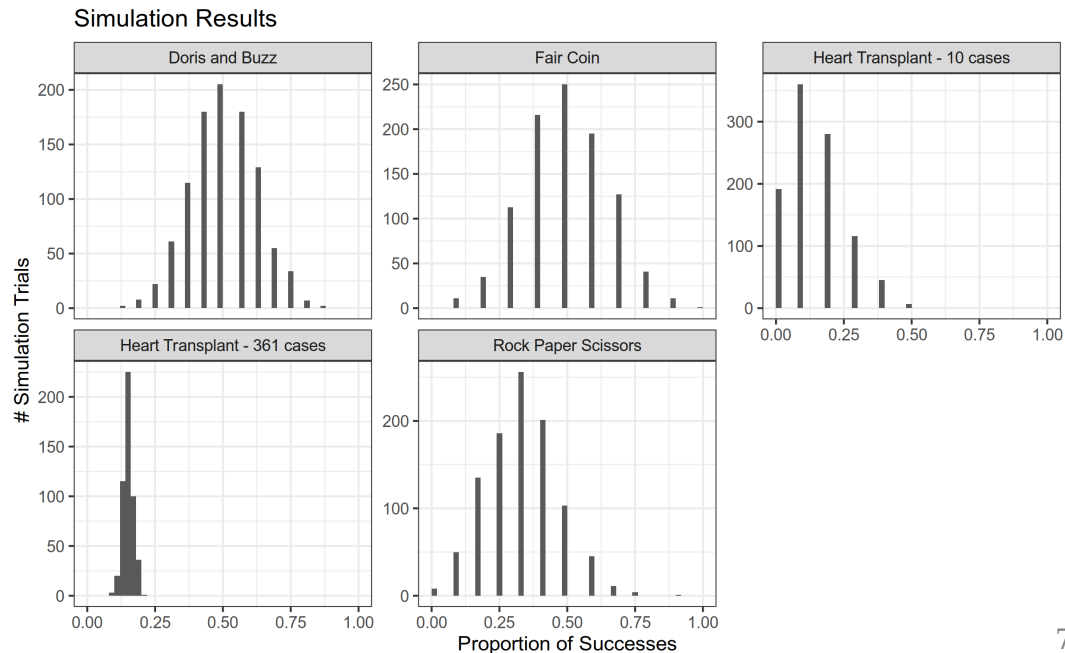 Simulation Results
Doris and Buzz
Fair Coin
Heart Transplant - 10 cases
200
150
100
50
0
250
200
150
100
50
0
300
200
100
0
0.00 0.25 0.50 0.75 1.00
# Simulation Trials
Heart Transplant - 361 cases
Rock Paper Scissors
200
150
100
50
0
200
100
0
0.00 0.25 0.50 0.75 1.00
0.00 0.25 0.50 0.75 1.00
Proportion of Successes
7